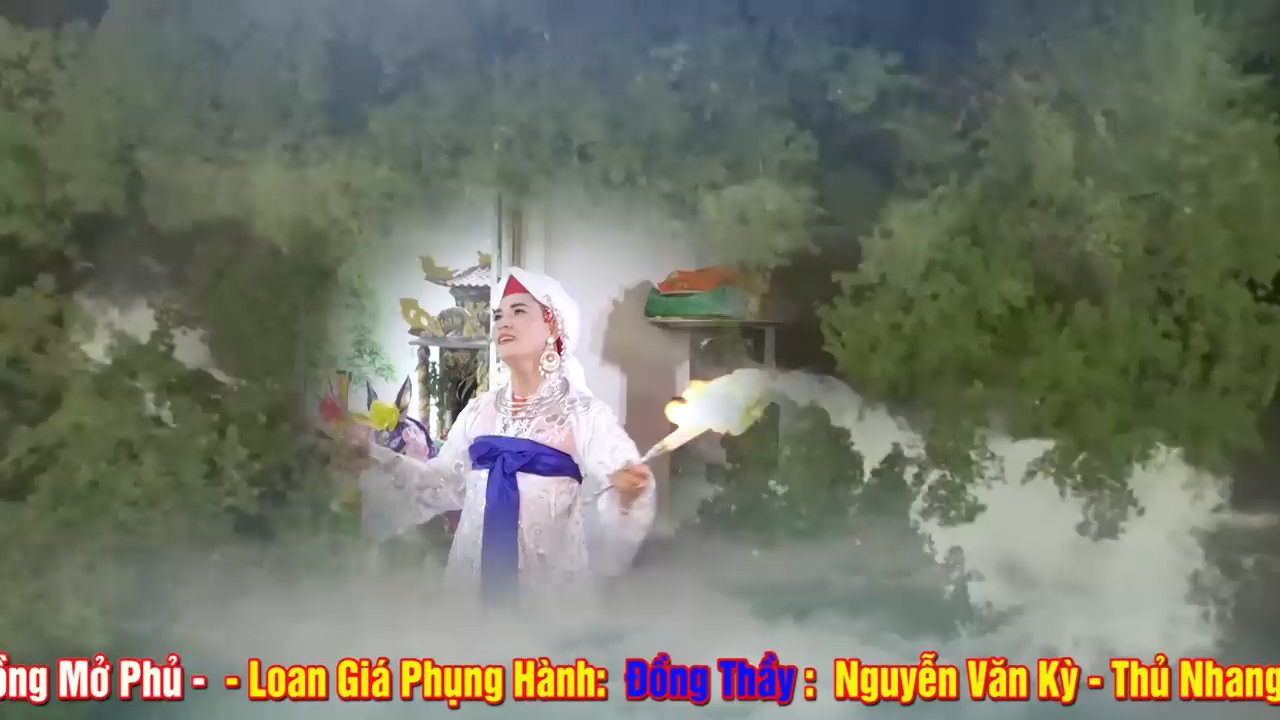 ồng Mở Phủ - - Loan Giá Phụng Hành: Đồng Thầy : Nguyễn Văn Kỳ - Thủ Nhang